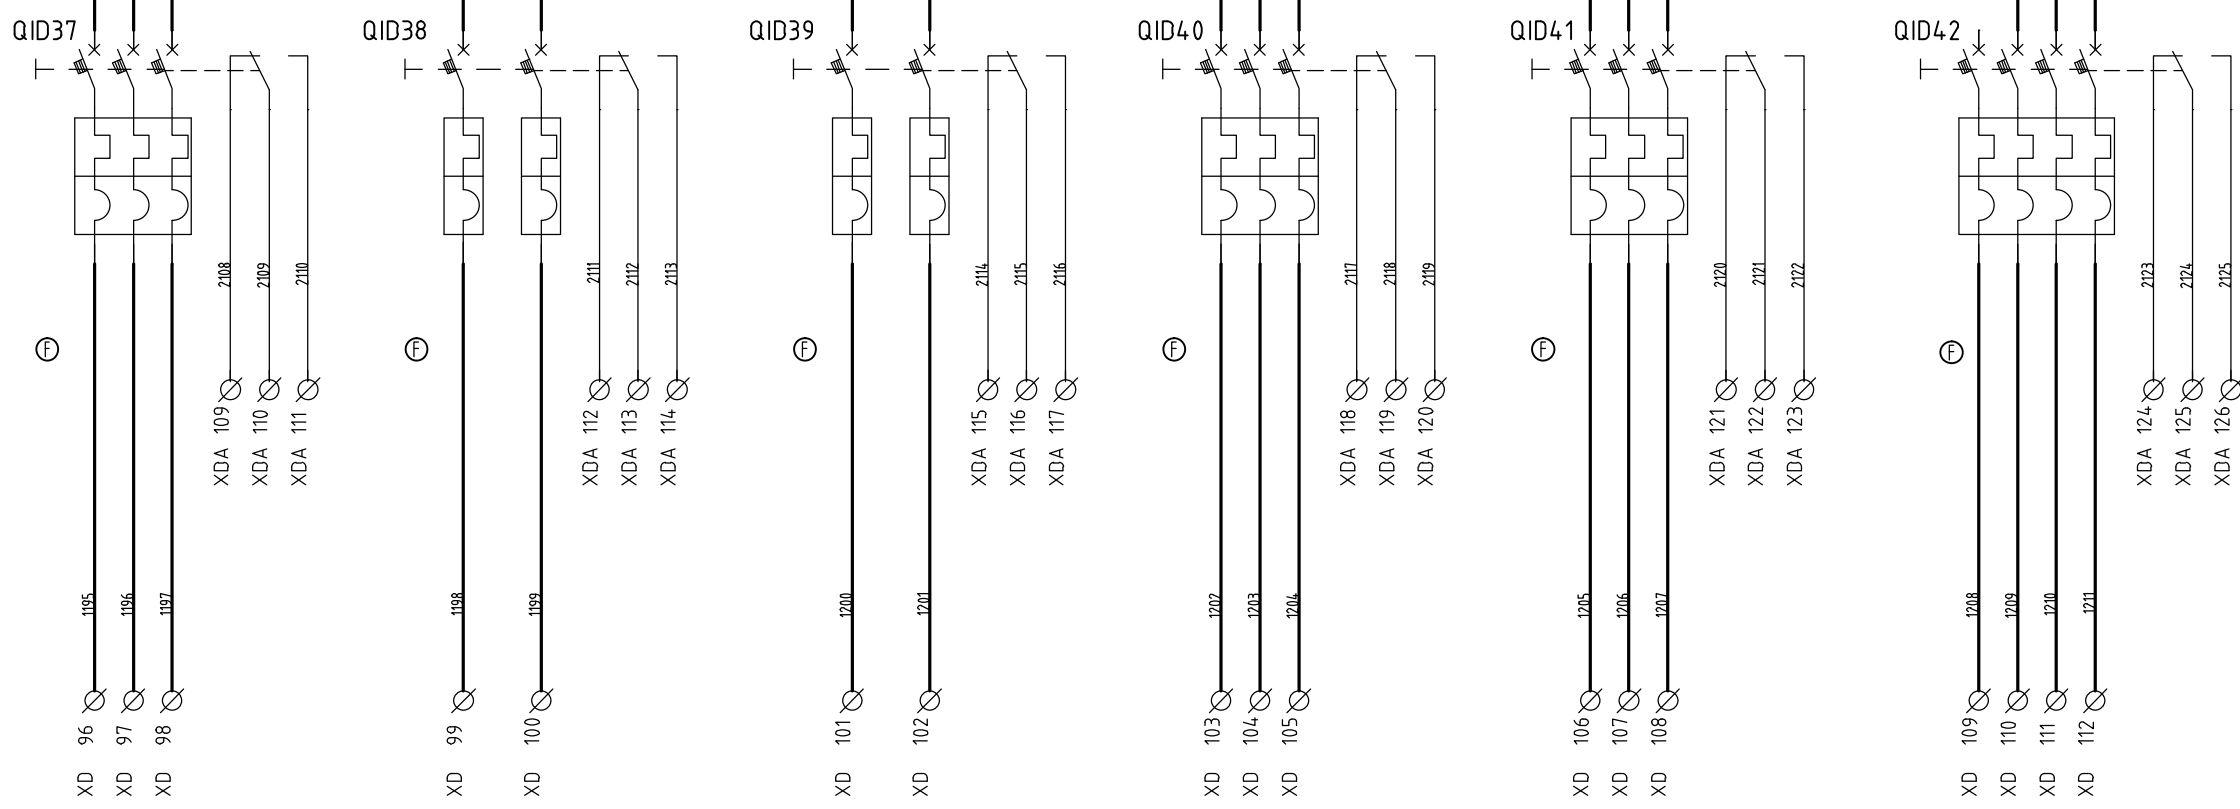 QID37
QID38
QID39
QID40
QID41
QID42
2108
2109
2110
2111
2112
2113
2114
2115
2116
2117
2118
2119
2120
2121
2122
2123
2124
2125
F
F
F
F
F
F
XDA 109
XDA 110
XDA 111
XDA 112
XDA 113
XDA 114
XDA 115
XDA 116
XDA 117
XDA 118
XDA 119
XDA 120
XDA 121
XDA 122
XDA 123
XDA 124
XDA 125
XDA 126
1195
1196
1197
1198
1199
1200
1201
1202
1203
1204
1205
1206
1207
1208
1209
1210
1211
XD 96
XD 97
XD 98
XD 99
XD 100
XD 101
XD 102
XD 103
XD 104
XD 105
XD 106
XD 107
XD 108
XD 109
XD 110
XD 111
XD 112